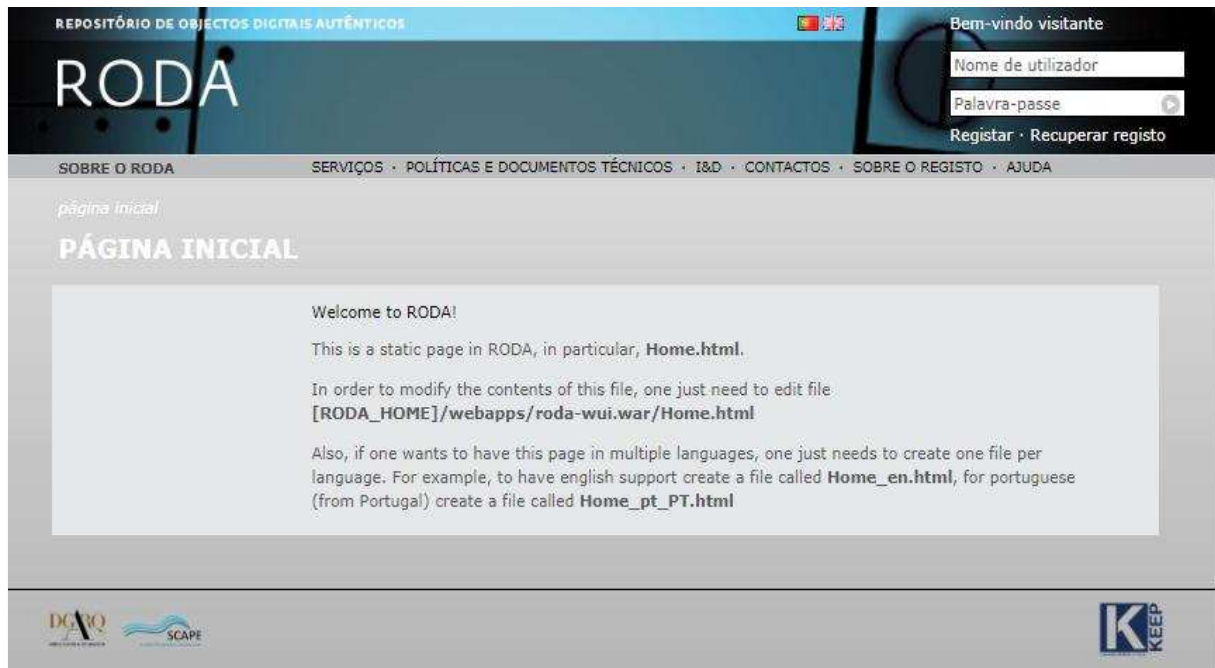 REPOSITÓRIO DE OBJECTOS DIGITAIS AUTÊNTICOS
Bem-vindo visitante
RODA
Nome de utilizador
Palavra-passe
Registar · Recuperar registo
SOBRE O RODA
SERVIÇOS · POLÍTICAS E DOCUMENTOS TÉCNICOS · I&D · CONTACTOS · SOBRE O REGISTO · AJUDA
página inicial
PÁGINA INICIAL
Welcome to RODA!
This is a static page in RODA, in particular, Home.html.
In order to modify the contents of this file, one just need to edit file
[RODA_HOME]/webapps/roda-wui.war/Home.html
Also, if one wants to have this page in multiple languages, one just needs to create one file per
language. For example, to have english support create a file called Home_en.html, for portuguese
(from Portugal) create a file called Home_pt_PT.html
DGARQ
SCAPE
K KEEP